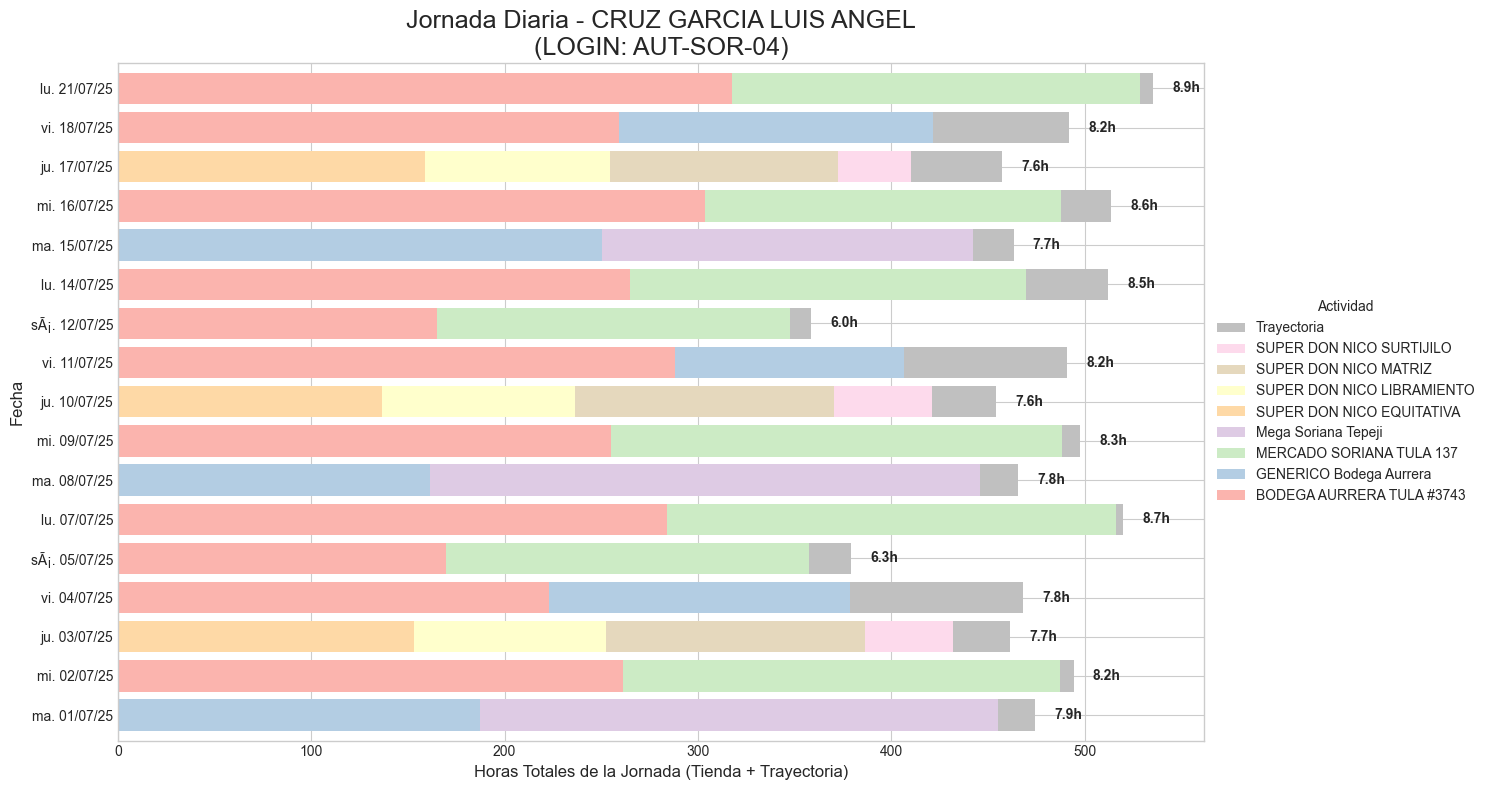 Jornada Diaria - CRUZ GARCIA LUIS ANGEL
(LOGIN: AUT-SOR-04)
Fecha
lu. 21/07/25
8.9h
vi. 18/07/25
8.2h
ju. 17/07/25
7.6h
mi. 16/07/25
8.6h
ma. 15/07/25
7.7h
lu. 14/07/25
8.5h
sÃ¡. 12/07/25
6.0h
vi. 11/07/25
8.2h
ju. 10/07/25
7.6h
mi. 09/07/25
8.3h
ma. 08/07/25
7.8h
lu. 07/07/25
8.7h
sÃ¡. 05/07/25
6.3h
vi. 04/07/25
7.8h
ju. 03/07/25
7.7h
mi. 02/07/25
8.2h
ma. 01/07/25
7.9h
0 100 200 300 400 500
Horas Totales de la Jornada (Tienda + Trayectoria)
Actividad
Trayectoria
SUPER DON NICO SURTIJILO
SUPER DON NICO MATRIZ
SUPER DON NICO LIBRAMIENTO
SUPER DON NICO EQUITATIVA
Mega Soriana Tepeji
MERCADO SORIANA TULA 137
GENERICO Bodega Aurrera
BODEGA AURRERA TULA #3743